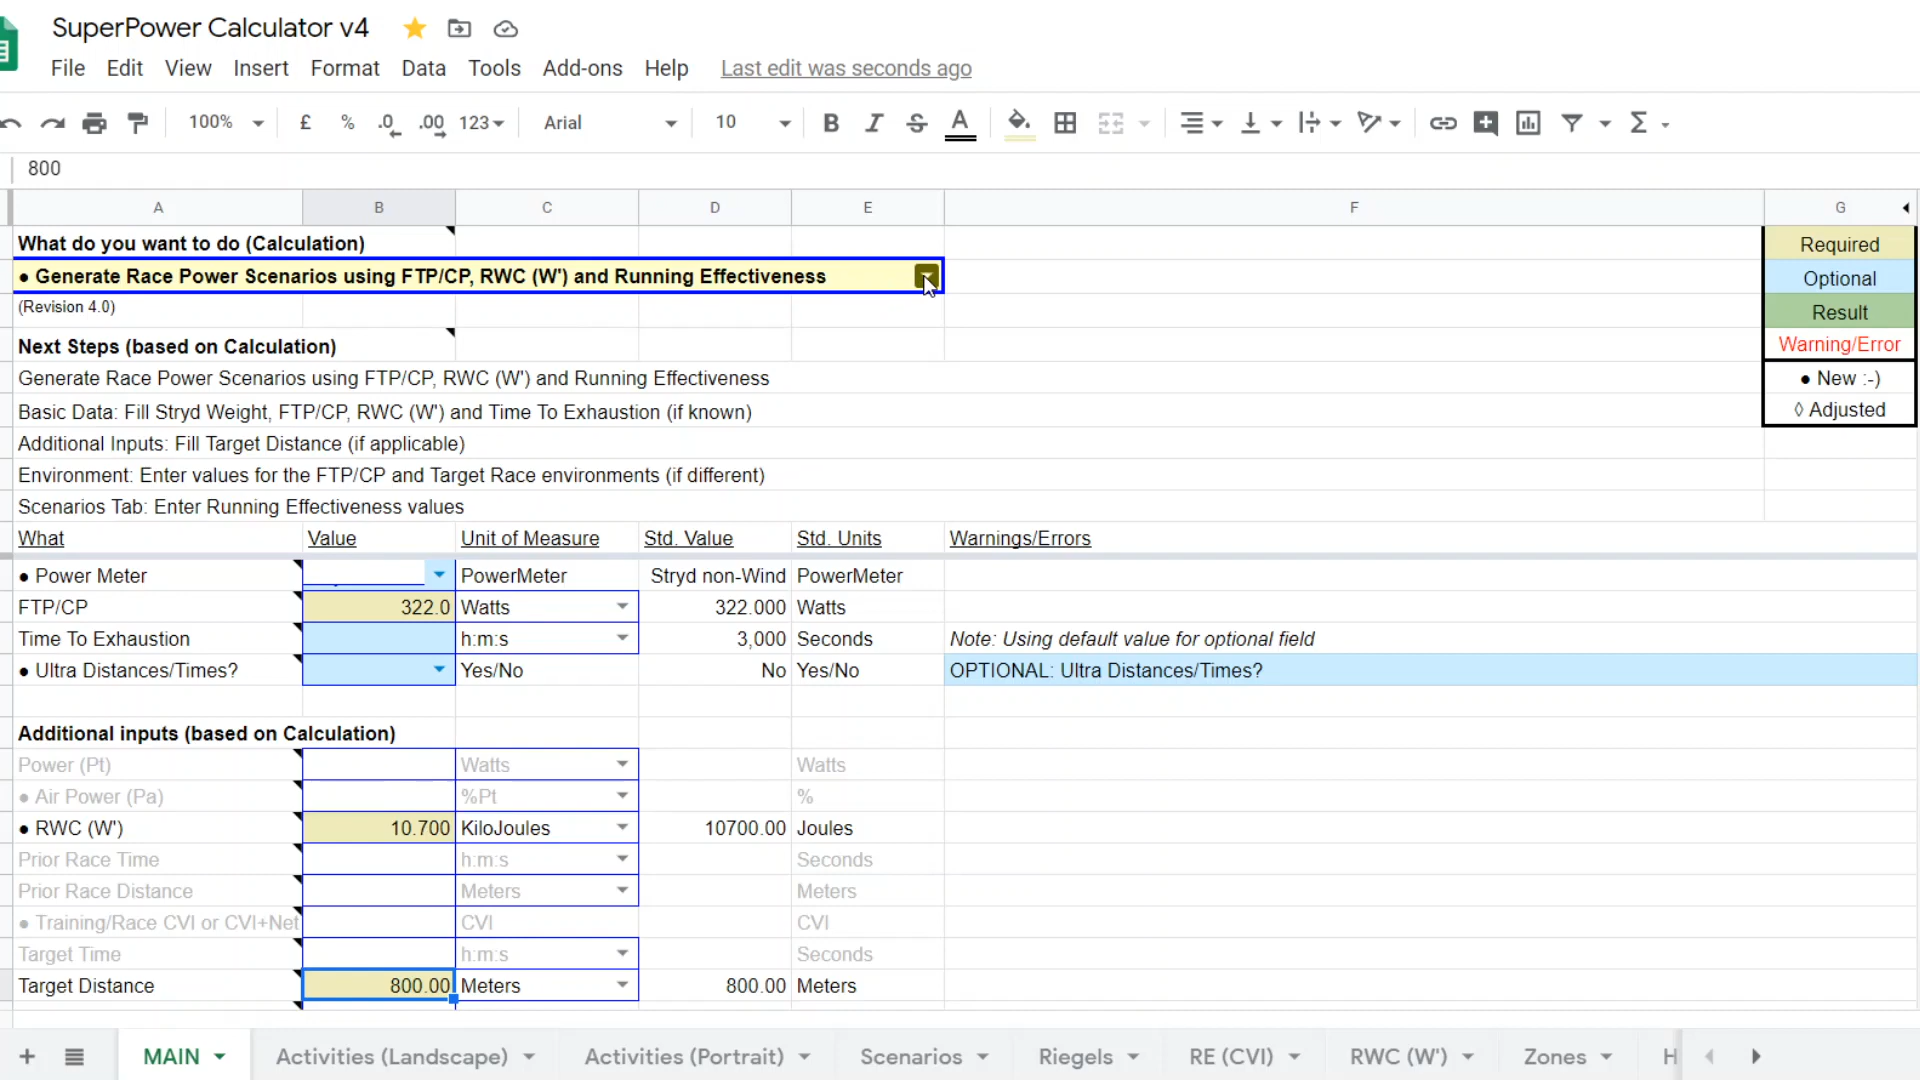 SuperPower Calculator v4
File Edit View Insert Format Data Tools Add-ons Help Last edit was seconds ago
100% £ % .0 .00 123 Arial 10 B I S A Σ
800
A B C D E F G
What do you want to do (Calculation) Required
● Generate Race Power Scenarios using FTP/CP, RWC (W') and Running Effectiveness Optional
(Revision 4.0) Result
Next Steps (based on Calculation) Warning/Error
Generate Race Power Scenarios using FTP/CP, RWC (W') and Running Effectiveness ● New :-)
Basic Data: Fill Stryd Weight, FTP/CP, RWC (W') and Time To Exhaustion (if known) ◊ Adjusted
Additional Inputs: Fill Target Distance (if applicable)
Environment: Enter values for the FTP/CP and Target Race environments (if different)
Scenarios Tab: Enter Running Effectiveness values
What Value Unit of Measure Std. Value Std. Units Warnings/Errors
● Power Meter PowerMeter Stryd non-Wind PowerMeter
FTP/CP 322.0 Watts 322.000 Watts
Time To Exhaustion h:m:s 3,000 Seconds Note: Using default value for optional field
● Ultra Distances/Times? Yes/No No Yes/No OPTIONAL: Ultra Distances/Times?
Additional inputs (based on Calculation)
Power (Pt) Watts Watts
● Air Power (Pa) %Pt %
● RWC (W') 10.700 KiloJoules 10700.00 Joules
Prior Race Time h:m:s Seconds
Prior Race Distance Meters Meters
● Training/Race CVI or CVI+Net CVI CVI
Target Time h:m:s Seconds
Target Distance 800.00 Meters 800.00 Meters
MAIN Activities (Landscape) Activities (Portrait) Scenarios Riegels RE (CVI) RWC (W') Zones H